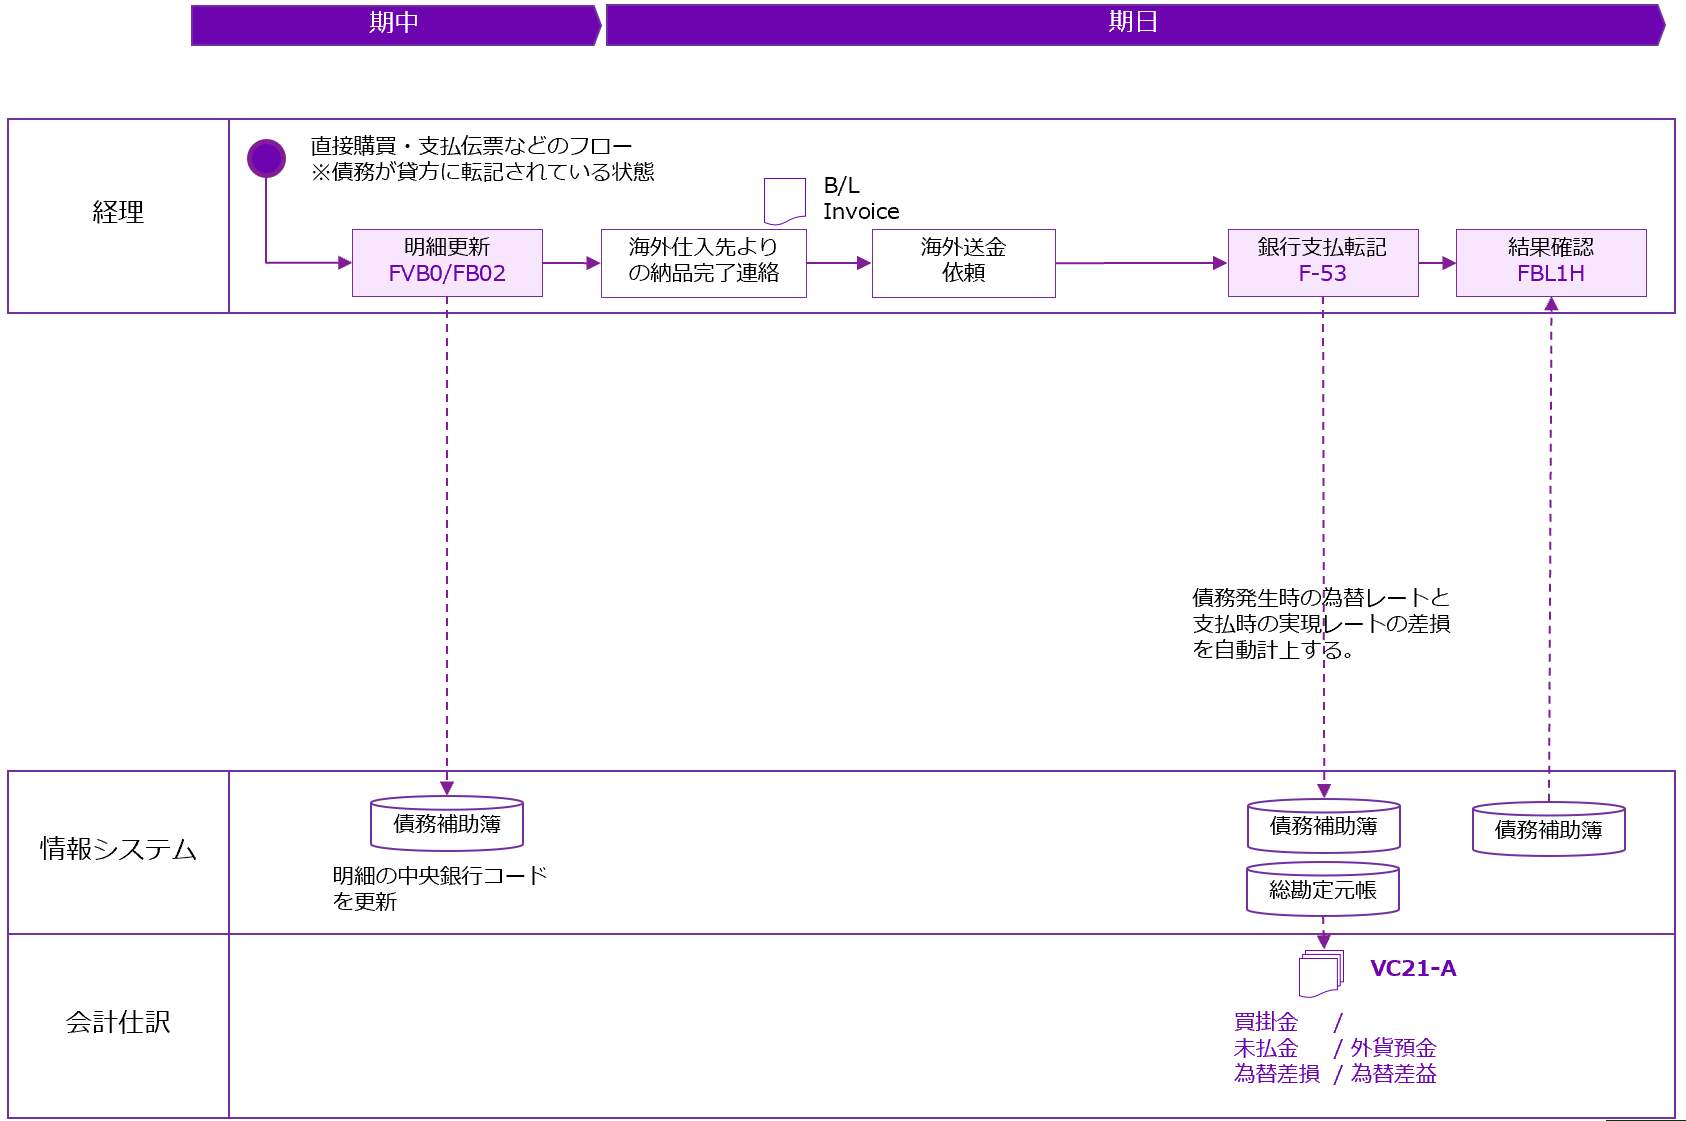 期中
期日
経理
直接購買・支払伝票などのフロー
※債務が貸方に転記されている状態
B/L
Invoice
明細更新
FVB0/FB02
海外仕入先より
の納品完了連絡
海外送金
依頼
銀行支払転記
F-53
結果確認
FBL1H
債務発生時の為替レートと
支払時の実現レートの差損
を自動計上する。
情報システム
債務補助簿
明細の中央銀行コード
を更新
債務補助簿
総勘定元帳
債務補助簿
会計仕訳
VC21-A
買掛金 /
未払金 / 外貨預金
為替差損 / 為替差益